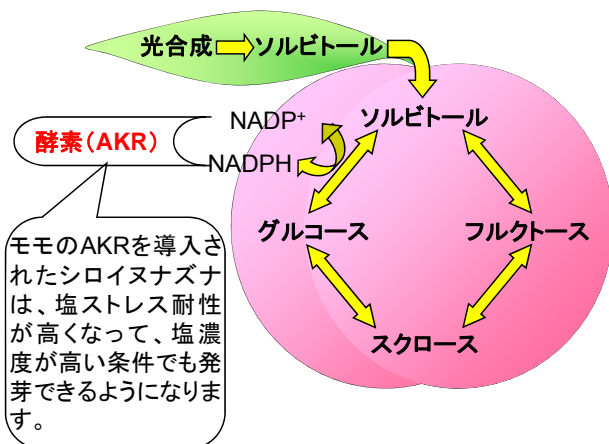 光合成 ソルビトール
NADP+
ソルビトール
酵素（AKR）
NADPH
グルコース
フルクトース
スクロース
モモのAKRを導入さ
れたシロイヌナズナ
は、塩ストレス耐性
が高くなって、塩濃
度が高い条件でも発
芽できるようになりま
す。